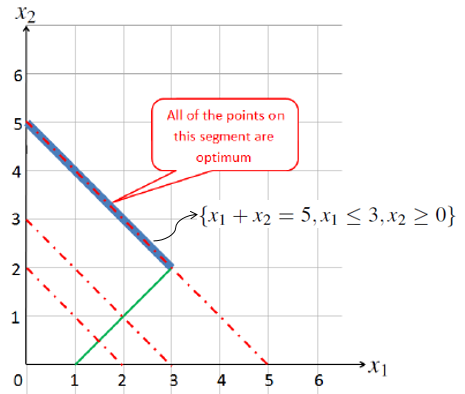 x₂
6
5
All of the points on
this segment are
optimum
4
3
{x₁ + x₂ = 5, x₁ ≤ 3, x₂ ≥ 0}
2
1
0 1 2 3 4 5 6
x₁